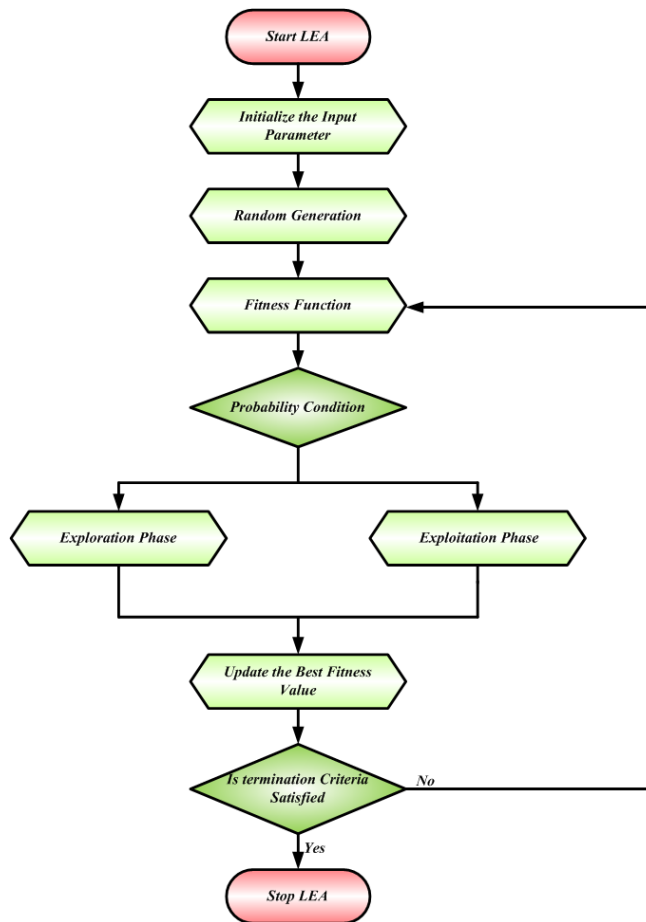 Start LEA
Initialize the Input
Parameter
Random Generation
Fitness Function
Probability Condition
Exploration Phase
Exploitation Phase
Update the Best Fitness
Value
Is termination Criteria
Satisfied
No
Yes
Stop LEA